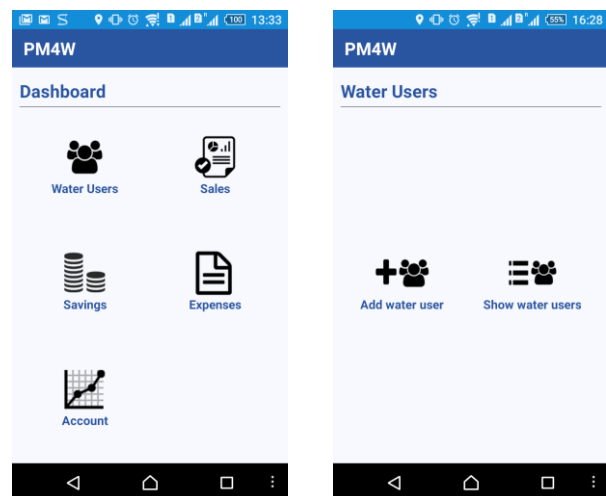 100 13:33
PM4W
Dashboard
Water Users
Sales
Savings
Expenses
Account
55% 16:28
PM4W
Water Users
Add water user
Show water users